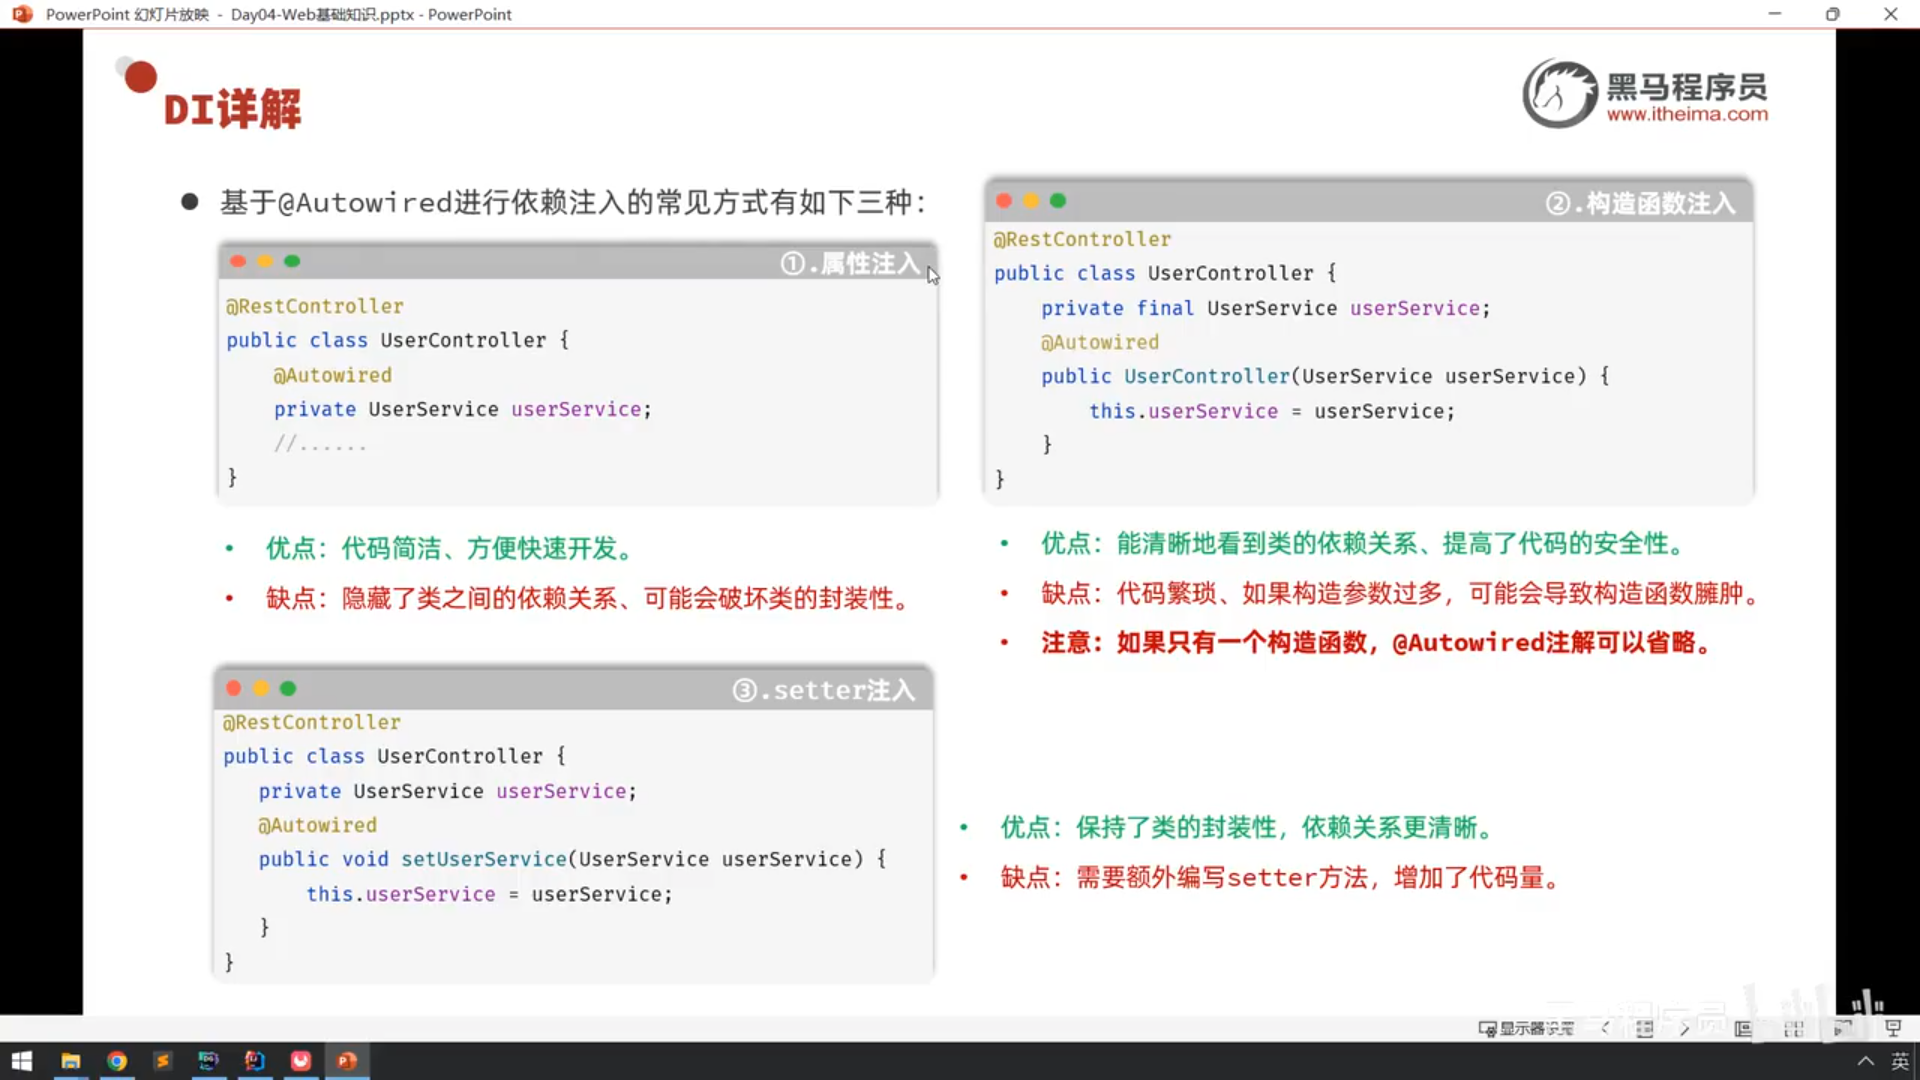 PowerPoint 幻灯片放映 - Day04-Web基础知识.pptx - PowerPoint
DI详解
黑马程序员
www.itheima.com
基于@Autowired进行依赖注入的常见方式有如下三种：
①.属性注入
@RestController
public class UserController {
@Autowired
private UserService userService;
//......
}
• 优点：代码简洁、方便快速开发。
• 缺点：隐藏了类之间的依赖关系、可能会破坏类的封装性。
②.构造函数注入
@RestController
public class UserController {
private final UserService userService;
@Autowired
public UserController(UserService userService) {
this.userService = userService;
}
}
• 优点：能清晰地看到类的依赖关系、提高了代码的安全性。
• 缺点：代码繁琐、如果构造参数过多，可能会导致构造函数臃肿。
• 注意：如果只有一个构造函数，@Autowired注解可以省略。
③.setter注入
@RestController
public class UserController {
private UserService userService;
@Autowired
public void setUserService(UserService userService) {
this.userService = userService;
}
}
• 优点：保持了类的封装性，依赖关系更清晰。
• 缺点：需要额外编写setter方法，增加了代码量。
显示器设置
英